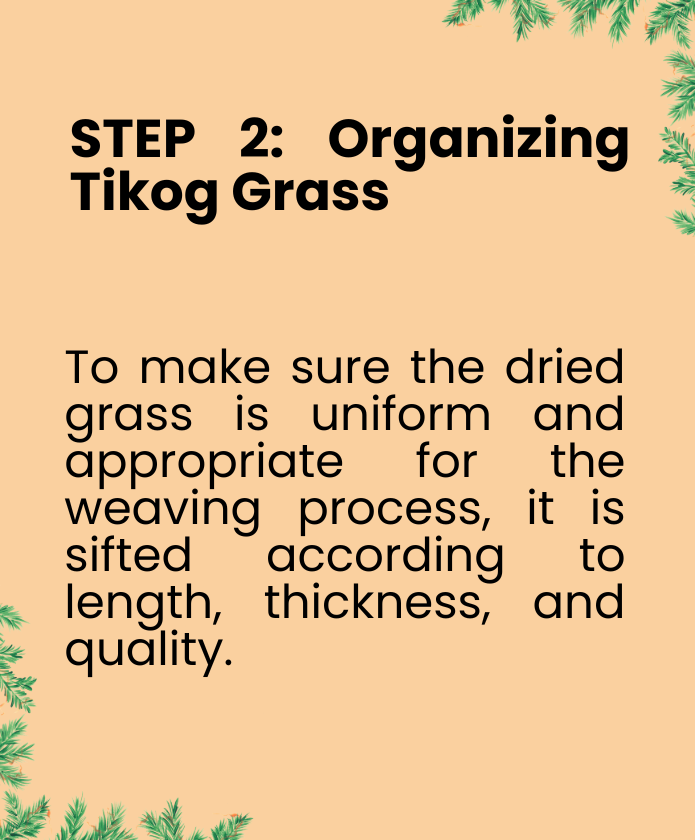 STEP 2: Organizing
Tikog Grass
To make sure the dried
grass is uniform and
appropriate for the
weaving process, it is
sifted according to
length, thickness, and
quality.